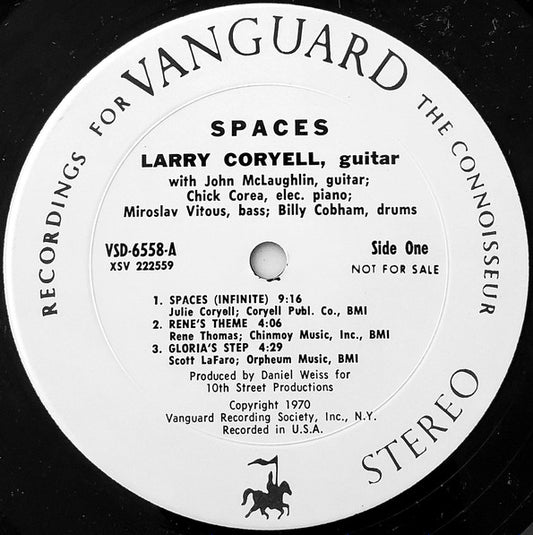 RECORDINGS FOR VANGUARD THE CONNOISSEUR
SPACES
LARRY CORYELL, guitar
with John McLaughlin, guitar;
Chick Corea, elec. piano;
Miroslav Vitous, bass; Billy Cobham, drums
VSD-6558-A
XSV 222559
Side One
NOT FOR SALE
1. SPACES (INFINITE) 9:16
Julie Coryell; Coryell Publ. Co., BMI
2. RENE'S THEME 4:06
Rene Thomas; Chinmoy Music, Inc., BMI
3. GLORIA'S STEP 4:29
Scott LaFaro; Orpheum Music, BMI
Produced by Daniel Weiss for
10th Street Productions
Copyright 1970
Vanguard Recording Society, Inc., N.Y.
Recorded in U.S.A.
STEREO